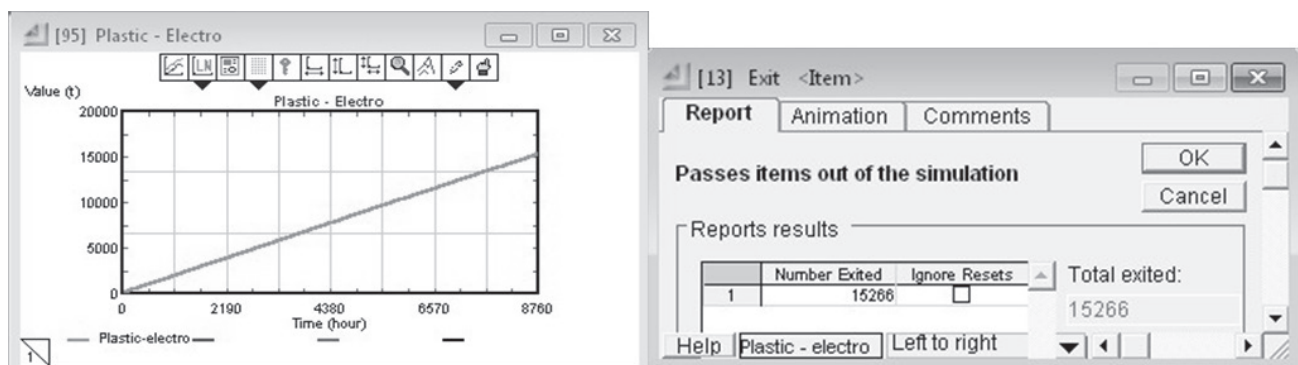 [95] Plastic - Electro
Value (t)
Plastic - Electro
20000
15000
10000
5000
0
0 2190 4380 6570 8760
Time (hour)
Plastic-electro
1
[13] Exit <Item>
Report Animation Comments
Passes items out of the simulation
OK
Cancel
Reports results
Number Exited Ignore Resets
1 15266
Total exited:
15266
Help Plastic - electro Left to right